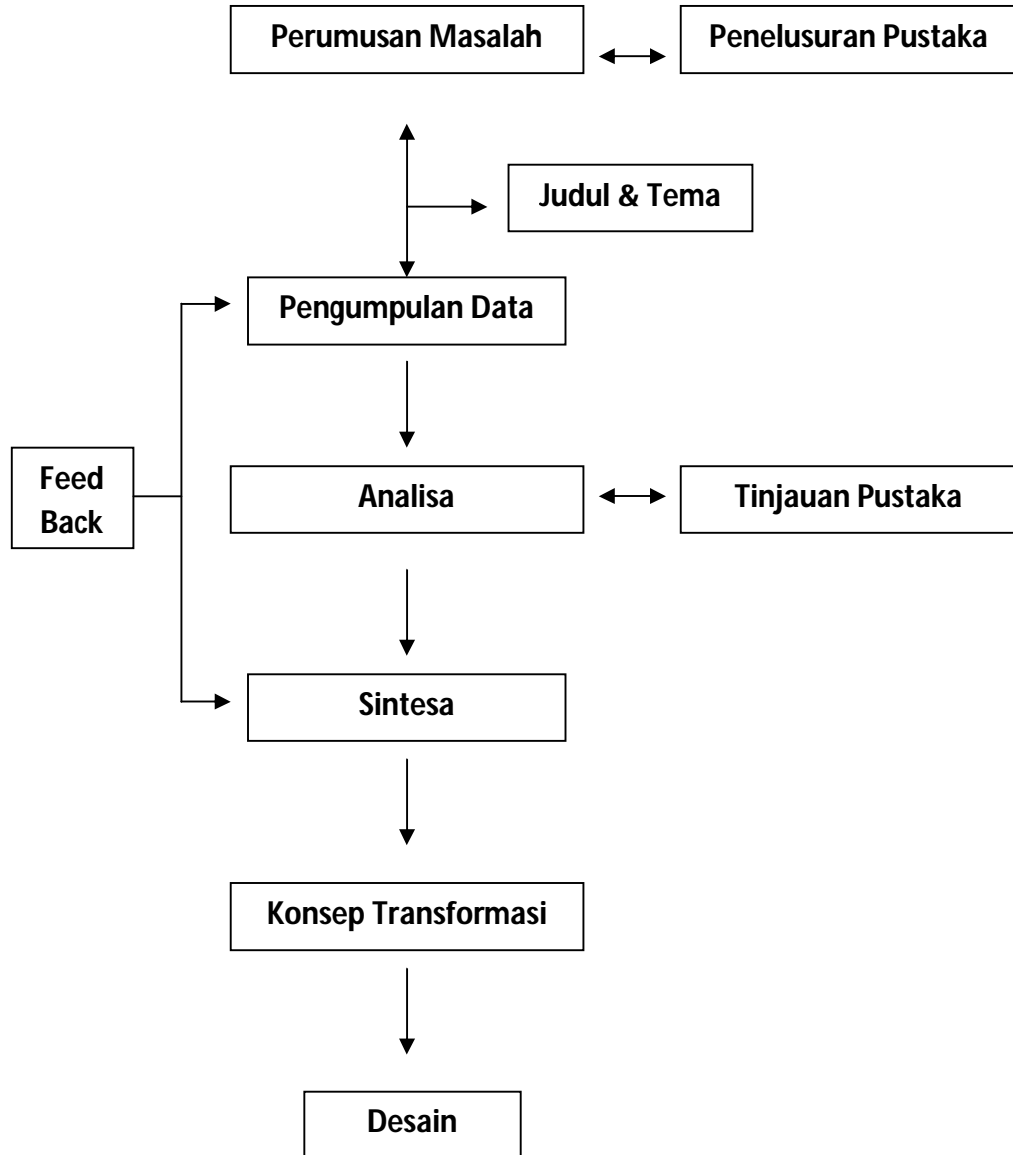 Perumusan Masalah
Penelusuran Pustaka
Judul & Tema
Pengumpulan Data
Feed
Back
Analisa
Tinjauan Pustaka
Sintesa
Konsep Transformasi
Desain